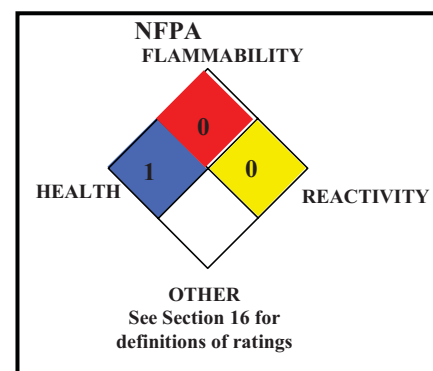 NFPA
FLAMMABILITY
0
1
0
HEALTH
REACTIVITY
OTHER
See Section 16 for
definitions of ratings